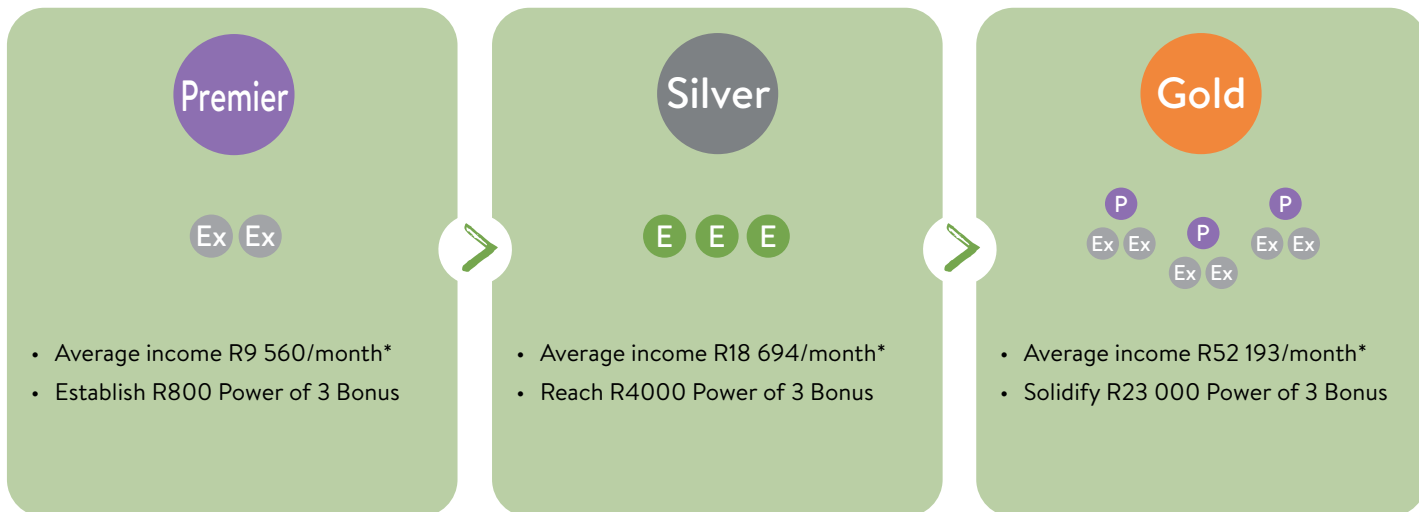 Premier
Ex Ex
• Average income R9 560/month*
• Establish R800 Power of 3 Bonus
Silver
E E E
• Average income R18 694/month*
• Reach R4000 Power of 3 Bonus
Gold
P P
P
Ex Ex Ex Ex
Ex Ex
• Average income R52 193/month*
• Solidify R23 000 Power of 3 Bonus